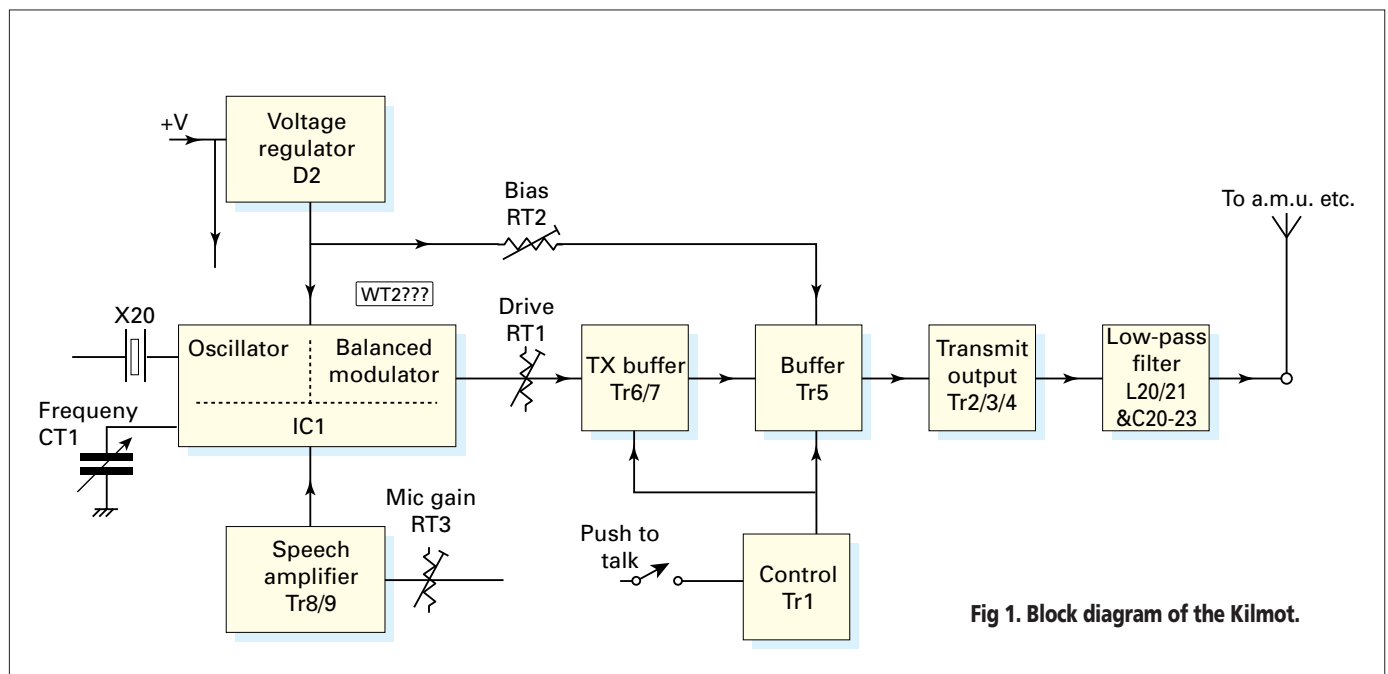 +V
Voltage
regulator
D2
Bias
RT2
To a.m.u. etc.
WT2???
X20
Oscillator
Balanced
modulator
IC1
Drive
RT1
TX buffer
Tr6/7
Buffer
Tr5
Transmit
output
Tr2/3/4
Low-pass
filter
L20/21
&C20-23
Frequeny
CT1
Mic gain
RT3
Speech
amplifier
Tr8/9
Push to
talk
Control
Tr1
Fig 1. Block diagram of the Kilmot.